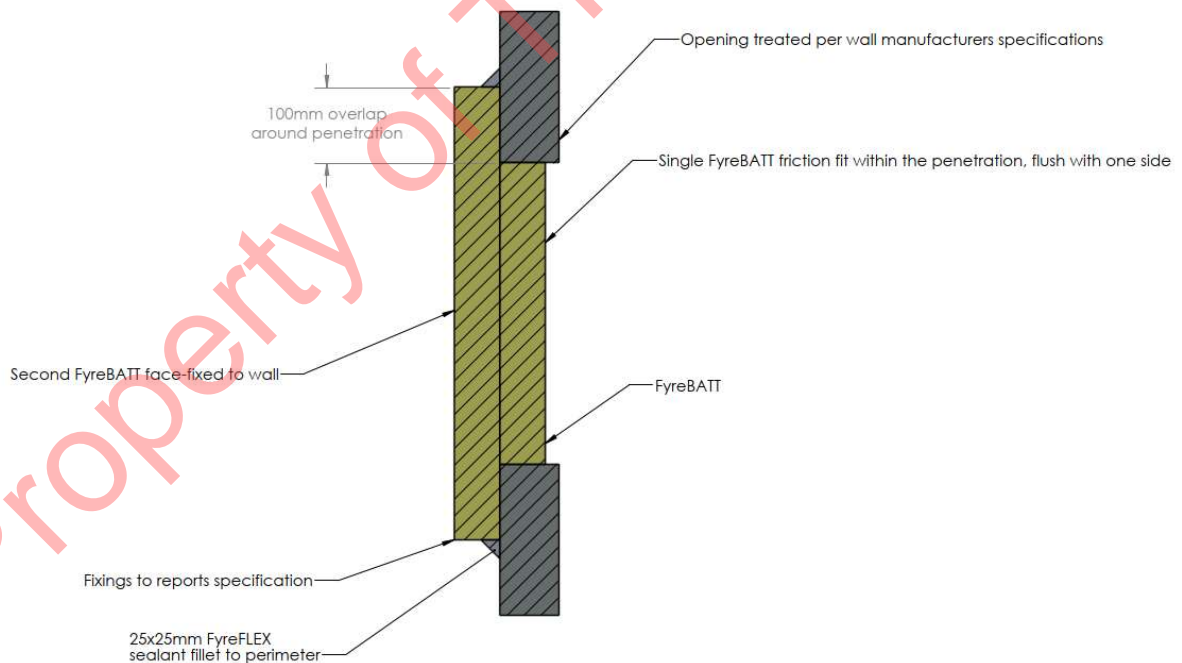 Property of T
Opening treated per wall manufacturers specifications
100mm overlap
around penetration
Single FyreBATT friction fit within the penetration, flush with one side
Second FyreBATT face-fixed to wall
FyreBATT
Fixings to reports specification
25x25mm FyreFLEX
sealant fillet to perimeter